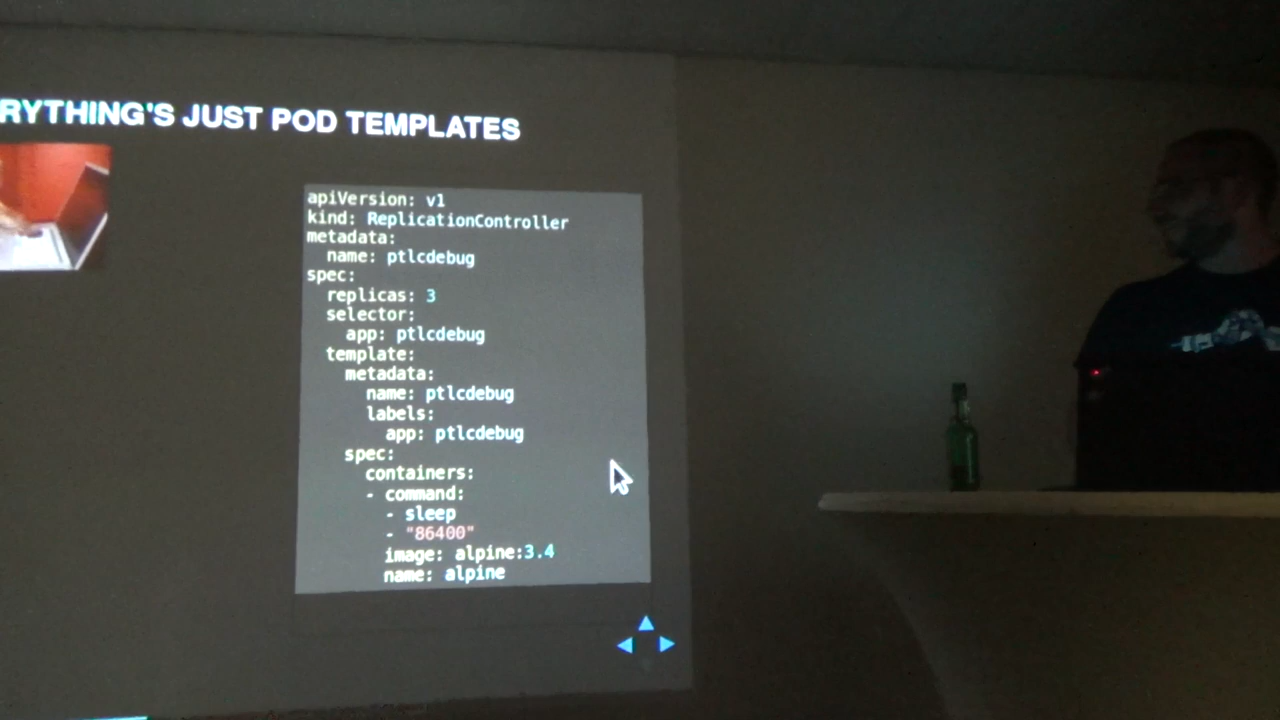 RYTHING'S JUST POD TEMPLATES
apiVersion: v1
kind: ReplicationController
metadata:
  name: ptlcdebug
spec:
  replicas: 3
  selector:
    app: ptlcdebug
  template:
    metadata:
      name: ptlcdebug
      labels:
        app: ptlcdebug
    spec:
      containers:
      - command:
        - sleep
        - "86400"
        image: alpine:3.4
        name: alpine